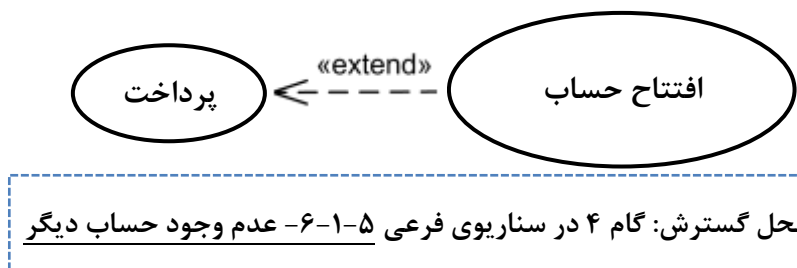 «extend»
پرداخت
افتتاح حساب
حل گسترش: گام ۴ در سناریوی فرعی ۵-۱-۶- عدم وجود حساب دیگر